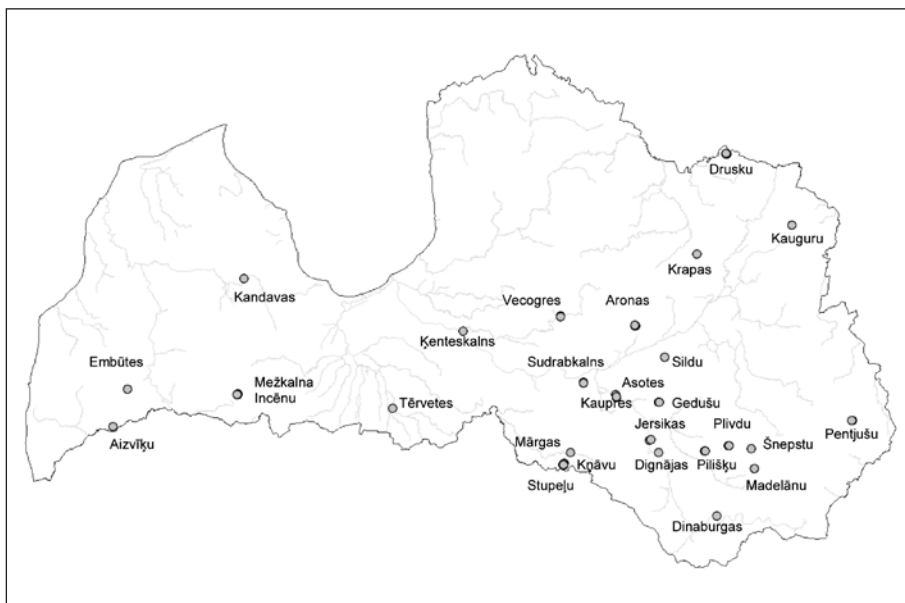 Drusku
Kauguru
Krapas
Kandavas
Vecogres
Aronas
Ķenteskalns
Embūtes
Sudrabkalns
Sildu
Mežkalna
Incēnu
Asotes
Kaupres
Gedušu
Tērvetes
Aizvīķu
Jersikas
Plivdu
Pentjušu
Mārgas
Šnepstu
Kņāvu
Dignājas
Pilišķu
Stupeļu
Madelānu
Dinaburgas